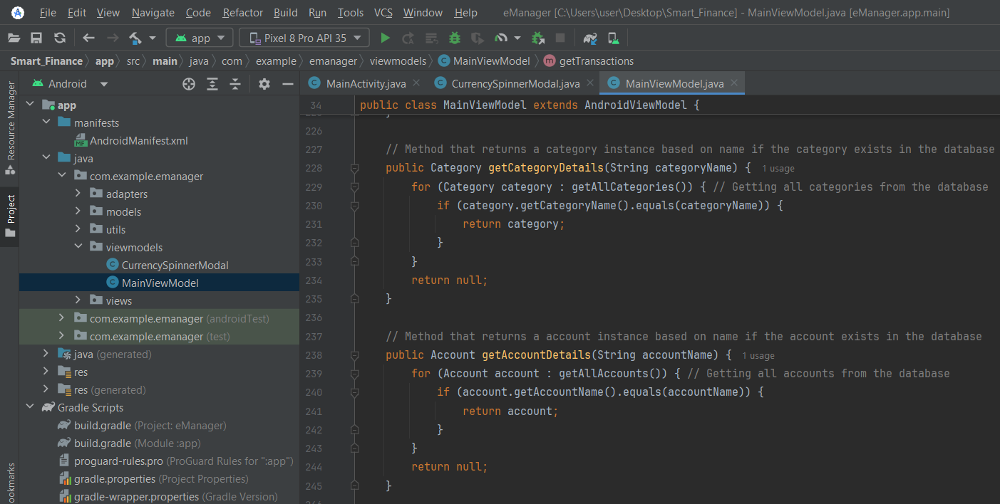 File Edit View Navigate Code Refactor Build Run Tools VCS Window Help eManager [C:\Users\user\Desktop\Smart_Finance] - MainViewModel.java [eManager.app.main]
app Pixel 8 Pro API 35
Smart_Finance app src main java com example emanager viewmodels MainViewModel getTransactions
Resource Manager
Project
ookmarks
Android
app
manifests
AndroidManifest.xml
java
com.example.emanager
adapters
models
utils
viewmodels
CurrencySpinnerModal
MainViewModel
views
com.example.emanager (androidTest)
com.example.emanager (test)
java (generated)
res
res (generated)
Gradle Scripts
build.gradle (Project: eManager)
build.gradle (Module :app)
proguard-rules.pro (ProGuard Rules for ":app")
gradle.properties (Project Properties)
gradle-wrapper.properties (Gradle Version)
MainActivity.java CurrencySpinnerModal.java MainViewModel.java
34 public class MainViewModel extends AndroidViewModel {
226
227 // Method that returns a category instance based on name if the category exists in the database
228 public Category getCategoryDetails(String categoryName) { 1 usage
229 for (Category category : getAllCategories()) { // Getting all categories from the database
230 if (category.getCategoryName().equals(categoryName)) {
231 return category;
232 }
233 }
234 return null;
235 }
236
237 // Method that returns a account instance based on name if the account exists in the database
238 public Account getAccountDetails(String accountName) { 1 usage
239 for (Account account : getAllAccounts()) { // Getting all accounts from the database
240 if (account.getAccountName().equals(accountName)) {
241 return account;
242 }
243 }
244 return null;
245 }